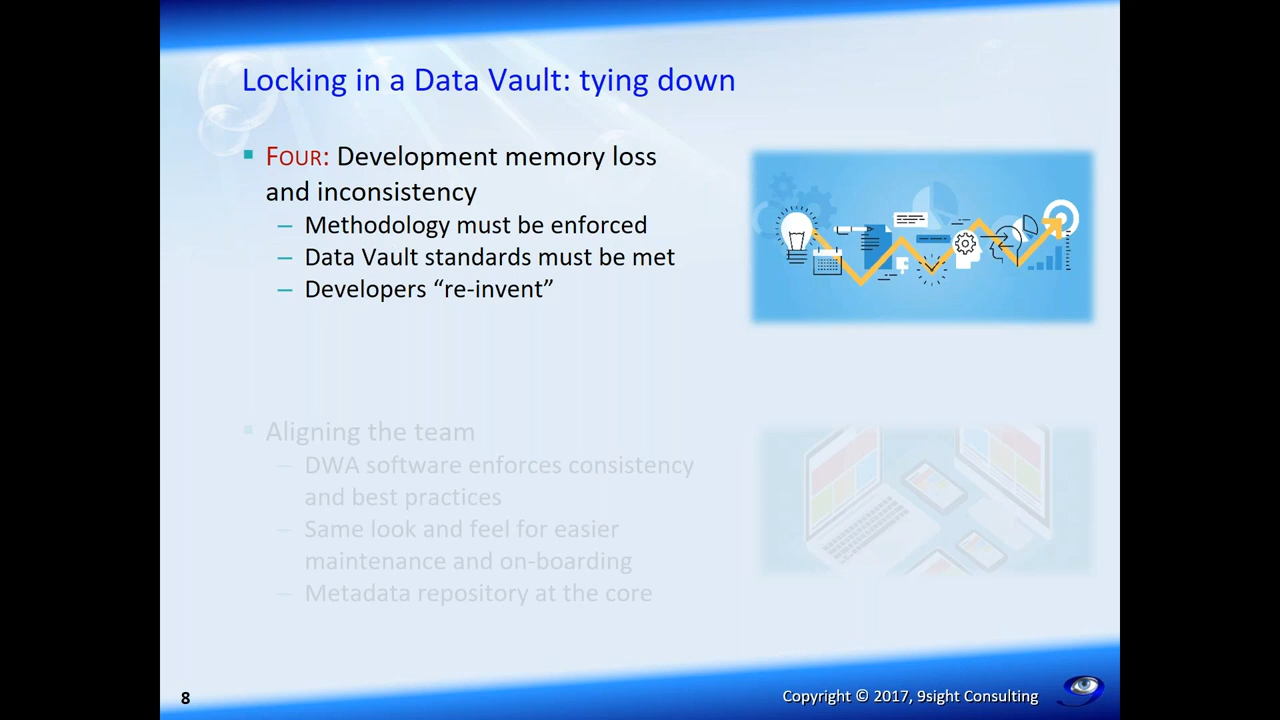 Locking in a Data Vault: tying down
▪ FOUR: Development memory loss
and inconsistency
– Methodology must be enforced
– Data Vault standards must be met
– Developers “re-invent”
▪ Aligning the team
– DWA software enforces consistency
and best practices
– Same look and feel for easier
maintenance and on-boarding
– Metadata repository at the core
8
Copyright © 2017, 9sight Consulting